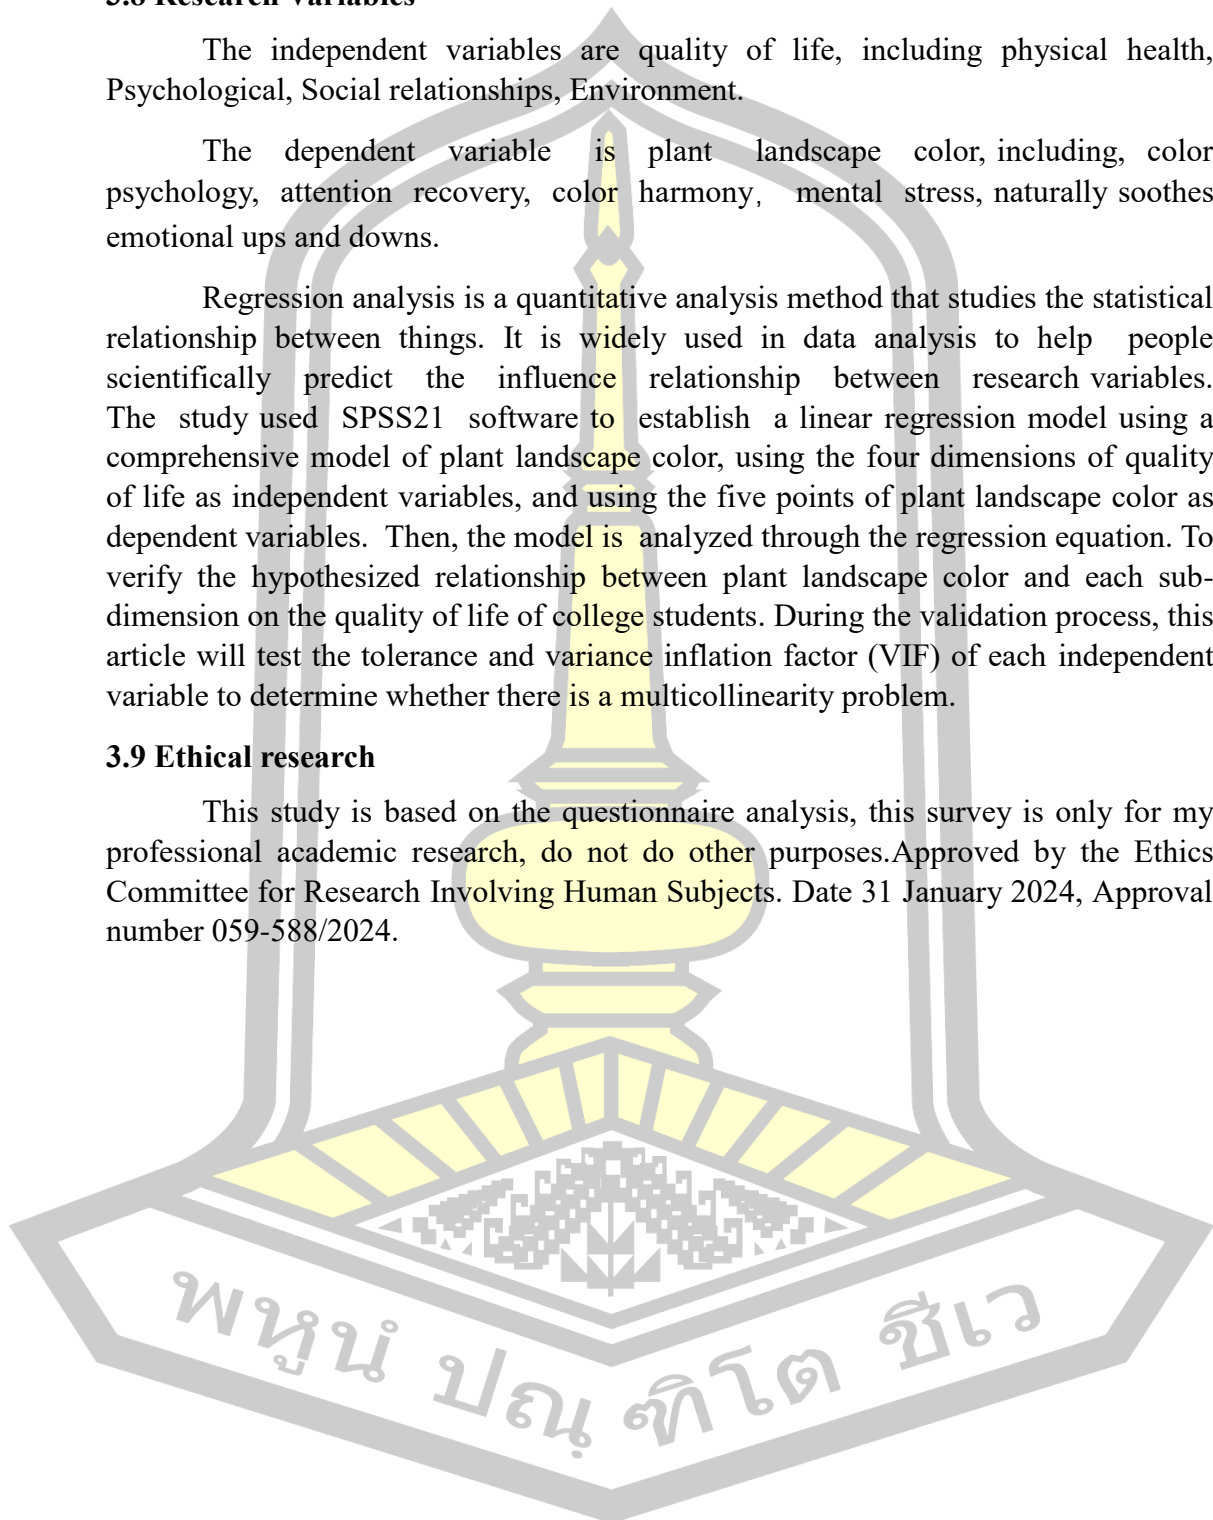 3.8 Research variables
The independent variables are quality of life, including physical health,
Psychological, Social relationships, Environment.
The dependent variable is plant landscape color, including, color
psychology, attention recovery, color harmony, mental stress, naturally soothes
emotional ups and downs.
Regression analysis is a quantitative analysis method that studies the statistical
relationship between things. It is widely used in data analysis to help people
scientifically predict the influence relationship between research variables.
The study used SPSS21 software to establish a linear regression model using a
comprehensive model of plant landscape color, using the four dimensions of quality
of life as independent variables, and using the five points of plant landscape color as
dependent variables. Then, the model is analyzed through the regression equation. To
verify the hypothesized relationship between plant landscape color and each sub-
dimension on the quality of life of college students. During the validation process, this
article will test the tolerance and variance inflation factor (VIF) of each independent
variable to determine whether there is a multicollinearity problem.
3.9 Ethical research
This study is based on the questionnaire analysis, this survey is only for my
professional academic research, do not do other purposes.Approved by the Ethics
Committee for Research Involving Human Subjects. Date 31 January 2024, Approval
number 059-588/2024.
พหูนํ ปณฺ ฑิโต ชีเว